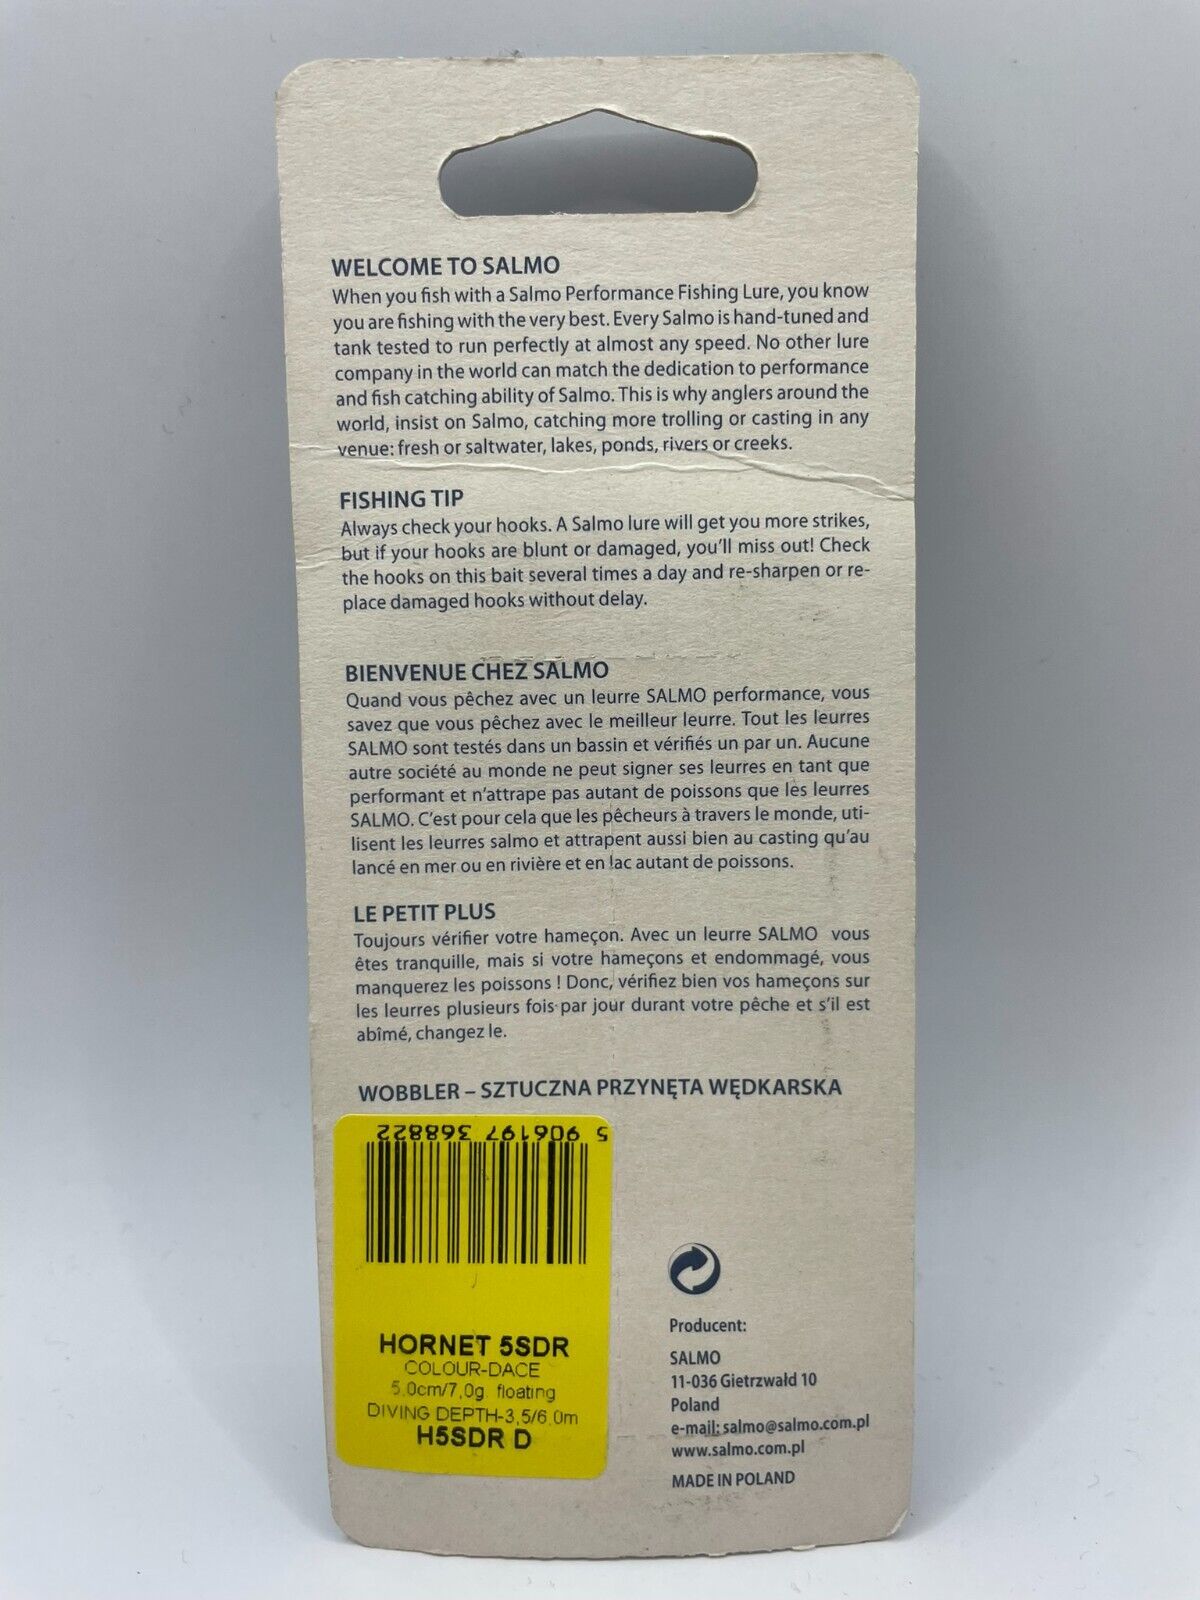 WELCOME TO SALMO
When you fish with a Salmo Performance Fishing Lure, you know
you are fishing with the very best. Every Salmo is hand-tuned and
tank tested to run perfectly at almost any speed. No other lure
company in the world can match the dedication to performance
and fish catching ability of Salmo. This is why anglers around the
world, insist on Salmo, catching more trolling or casting in any
venue: fresh or saltwater, lakes, ponds, rivers or creeks.
FISHING TIP
Always check your hooks. A Salmo lure will get you more strikes,
but if your hooks are blunt or damaged, you'll miss out! Check
the hooks on this bait several times a day and re-sharpen or re-
place damaged hooks without delay.
BIENVENUE CHEZ SALMO
Quand vous pêchez avec un leurre SALMO performance, vous
savez que vous pêchez avec le meilleur leurre. Tout les leurres
SALMO sont testés dans un bassin et vérifiés un par un. Aucune
autre société au monde ne peut signer ses leurres en tant que
performant et n'attrape pas autant de poissons que les leurres
SALMO. C'est pour cela que les pêcheurs à travers le monde, uti-
lisent les leurres salmo et attrapent aussi bien au casting qu'au
lancé en mer ou en rivière et en lac autant de poissons.
LE PETIT PLUS
Toujours vérifier votre hameçon. Avec un leurre SALMO vous
êtes tranquille, mais si votre hameçons et endommagé, vous
manquerez les poissons ! Donc, vérifiez bien vos hameçons sur
les leurres plusieurs fois par jour durant votre pêche et s'il est
abîmé, changez le.
WOBBLER – SZTUCZNA PRZYNĘTA WĘDKARSKA
5 906197 368822
HORNET 5SDR
COLOUR-DACE
5.0cm/7,0g. floating
DIVING DEPTH-3,5/6.0m
H5SDR D
Producent:
SALMO
11-036 Gietrzwałd 10
Poland
e-mail: salmo@salmo.com.pl
www.salmo.com.pl
MADE IN POLAND